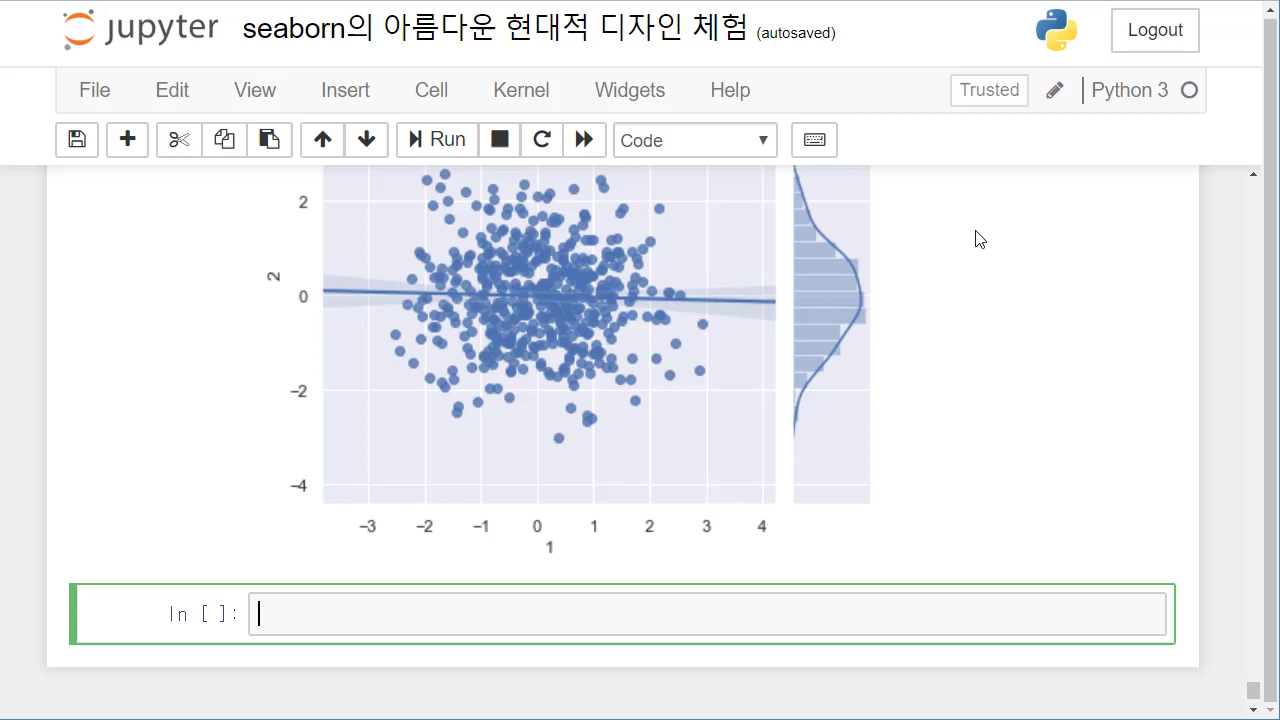 jupyter seaborn의 아름다운 현대적 디자인 체험 (autosaved) Logout
File Edit View Insert Cell Kernel Widgets Help Trusted Python 3
Run Code
2
2
0
−2
−4
−3 −2 −1 0 1 2 3 4
1
In [ ]: